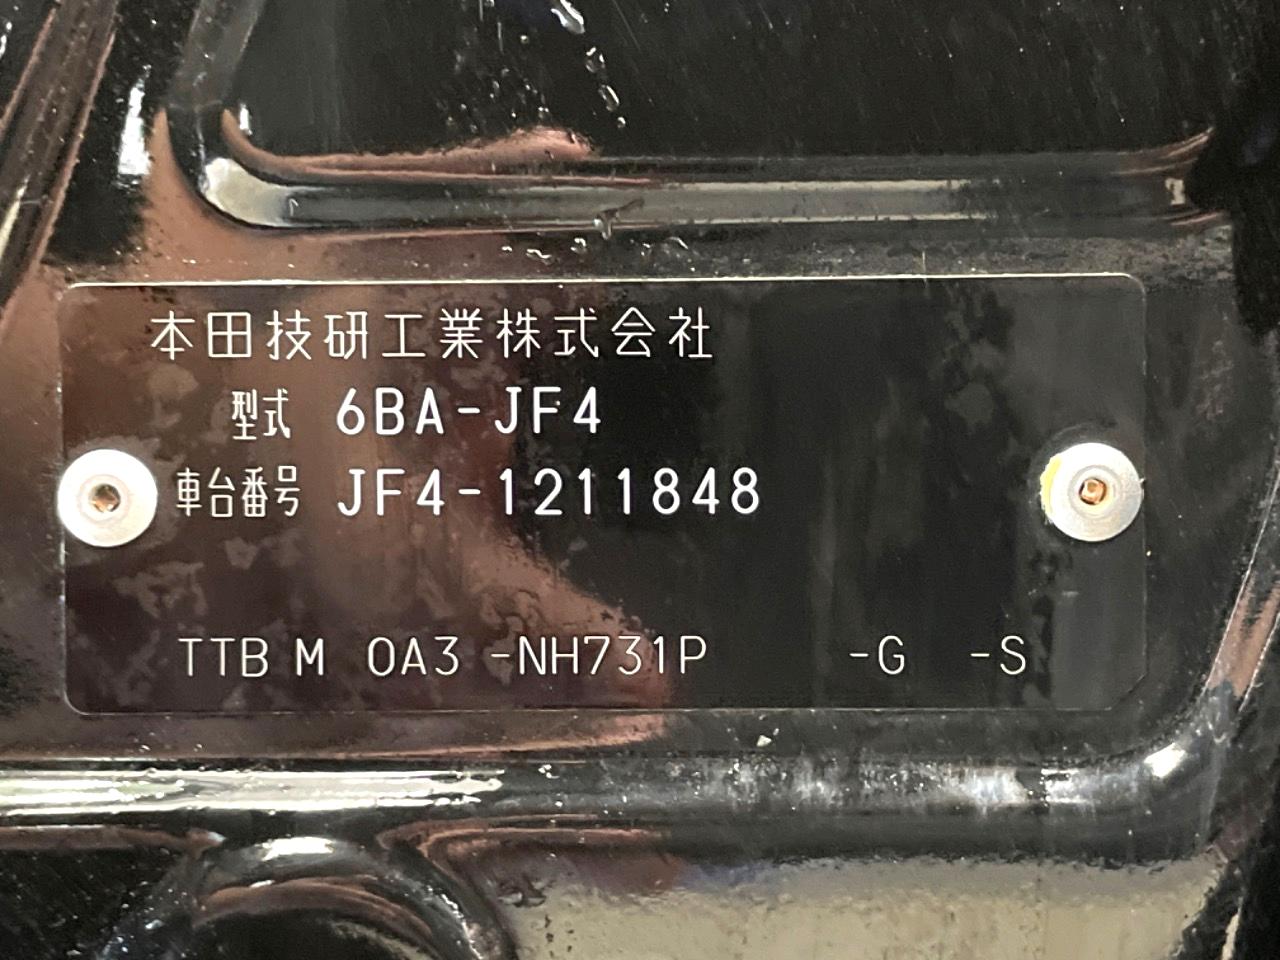 本田技研工業株式会社
型式 6BA-JF4
車台番号 JF4-1211848
TTB M 0A3 -NH731P -G -S